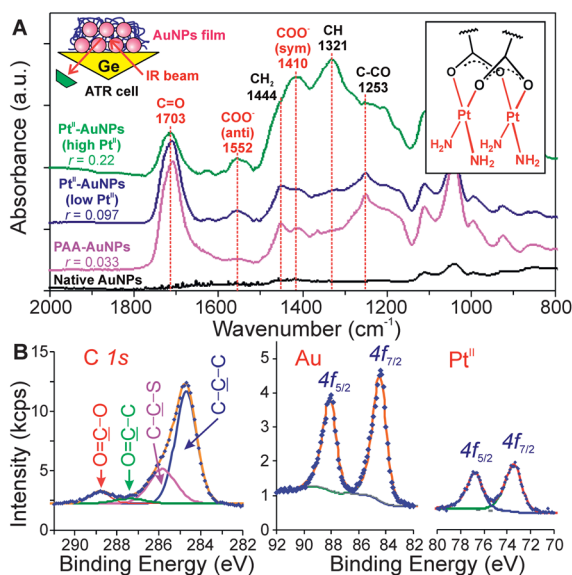 A
AuNPs film
Ge
IR beam
ATR cell
C=O
1703
COO⁻
(anti)
1552
CH₂
1444
COO⁻
(sym)
1410
CH
1321
C-CO
1253
O O O O
Pt Pt
H₂N H₂N
NH₂ NH₂
Ptᴵᴵ-AuNPs
(high Ptᴵᴵ)
r = 0.22
Ptᴵᴵ-AuNPs
(low Ptᴵᴵ)
r = 0.097
PAA-AuNPs
r = 0.033
Native AuNPs
Absorbance (a.u.)
2000 1800 1600 1400 1200 1000 800
Wavenumber (cm⁻¹)
B
C 1s
O=C-O
O=C-C
C-C-S
C-C-C
Intensity (kcps)
15
10
5
0
290 288 286 284 282
Binding Energy (eV)
Au
4f5/2
4f7/2
5
4
3
2
1
0
92 90 88 86 84 82
Ptᴵᴵ
4f5/2
4f7/2
80 78 76 74 72 70
Binding Energy (eV)